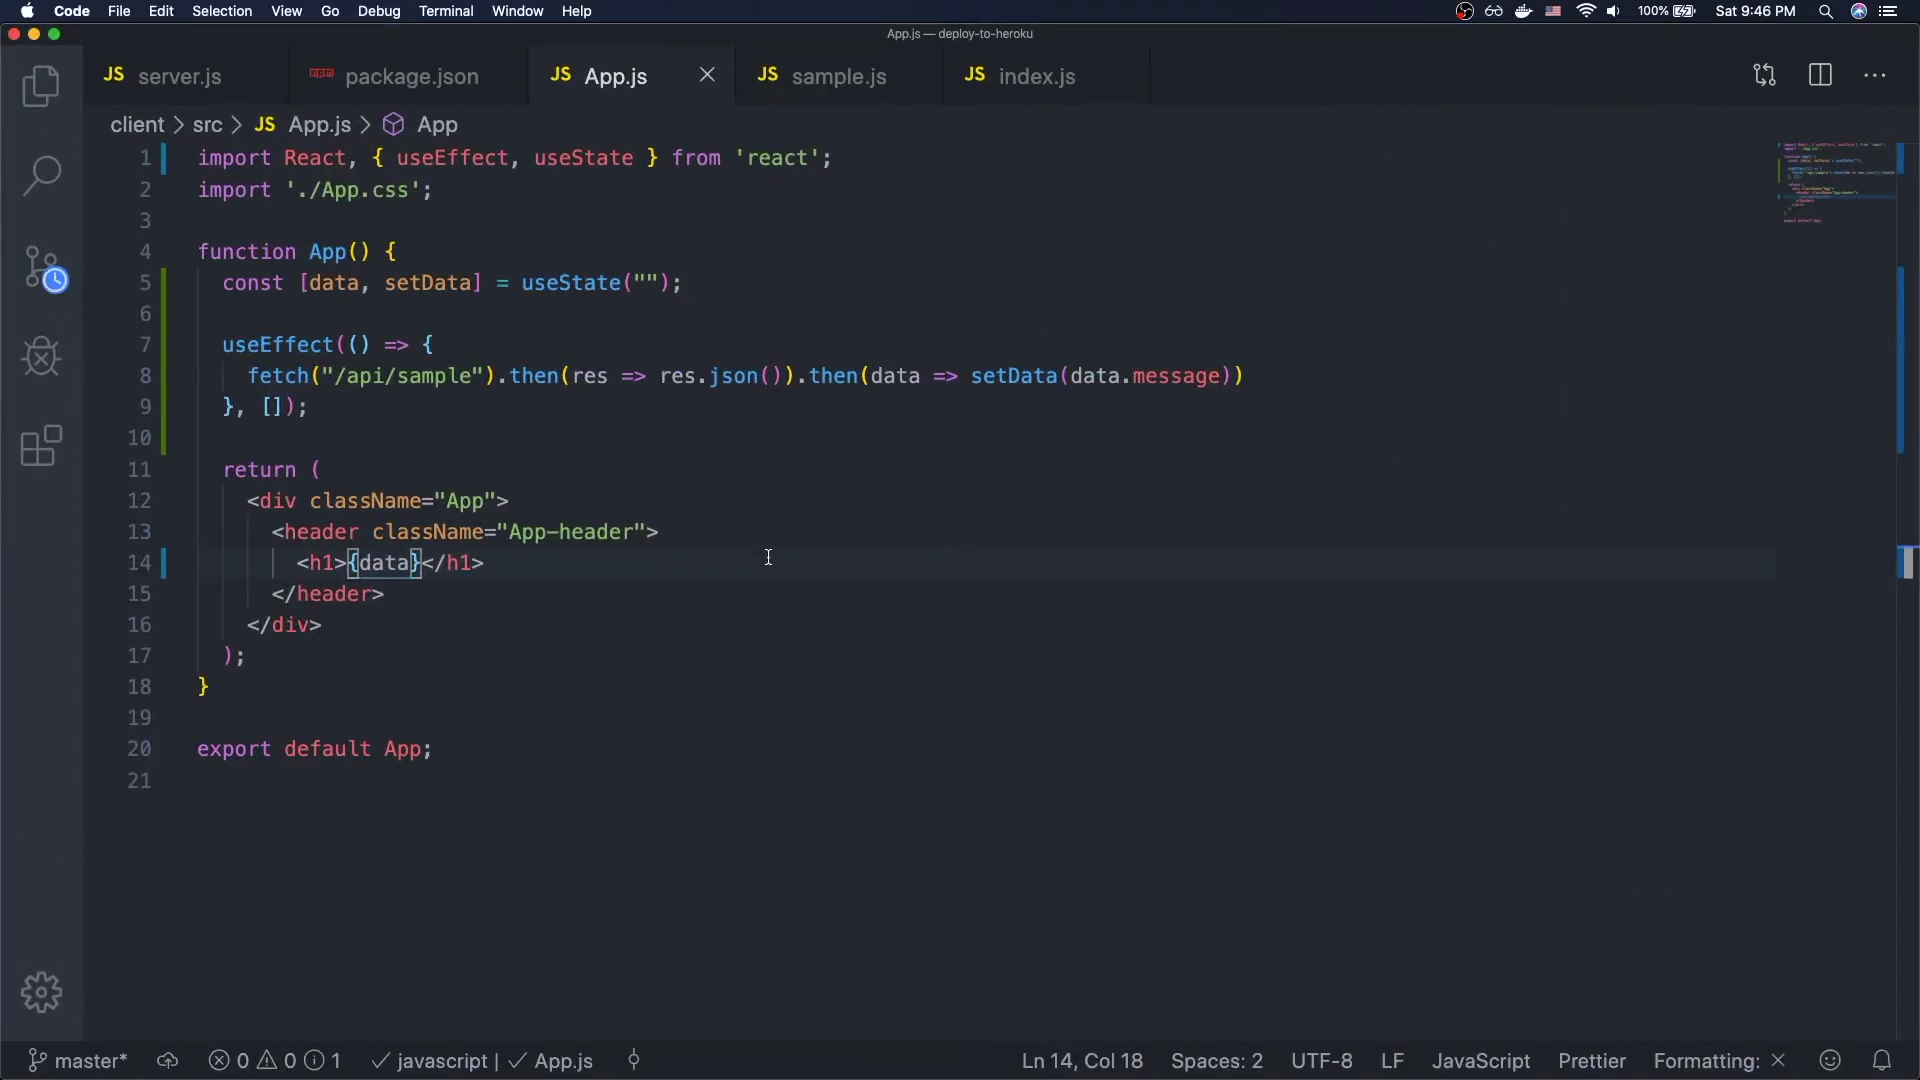 Code File Edit Selection View Go Debug Terminal Window Help 100% Sat 9:46 PM
App.js — deploy-to-heroku
JS server.js npm package.json JS App.js JS sample.js JS index.js
client > src > JS App.js > App
1 import React, { useEffect, useState } from 'react';
2 import './App.css';
3
4 function App() {
5 const [data, setData] = useState("");
6
7 useEffect(() => {
8 fetch("/api/sample").then(res => res.json()).then(data => setData(data.message))
9 }, []);
10
11 return (
12 <div className="App">
13 <header className="App-header">
14 <h1>{data}</h1>
15 </header>
16 </div>
17 );
18 }
19
20 export default App;
21
master* 0 0 1 javascript | App.js Ln 14, Col 18 Spaces: 2 UTF-8 LF JavaScript Prettier Formatting: ×